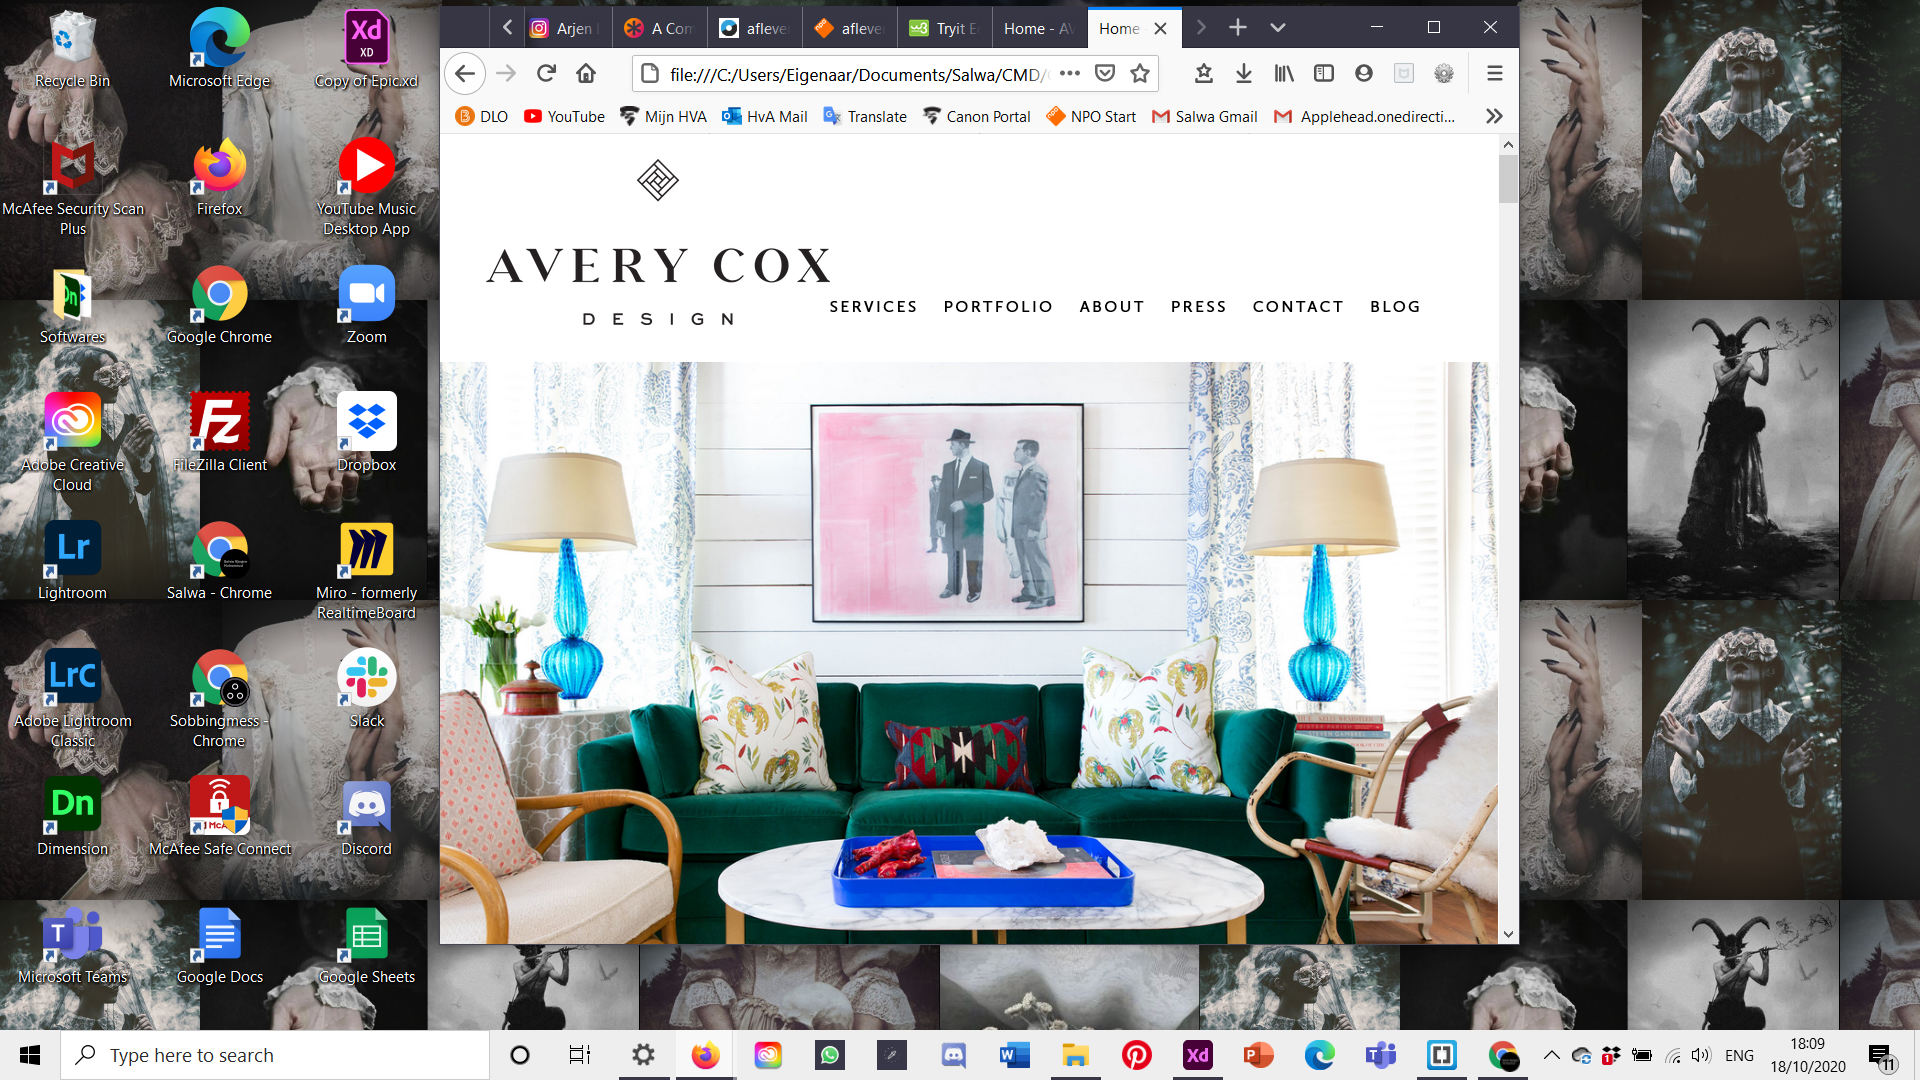 Recycle Bin
Microsoft Edge
Xd
XD
Copy of Epic.xd
McAfee Security Scan
Plus
Firefox
YouTube Music
Desktop App
Dn
Softwares
Google Chrome
Zoom
Adobe Creative
Cloud
Fz
FileZilla Client
Dropbox
Lr
Lightroom
Salwa - Chrome
Miro - formerly
RealtimeBoard
LrC
Adobe Lightroom
Classic
Sobbingmess -
Chrome
Slack
Dn
Dimension
McAfee Safe Connect
Discord
T
Microsoft Teams
Google Docs
Google Sheets
Arjen
A Con
afleve
afleve
Tryit E
Home - AV
Home
file:///C:/Users/Eigenaar/Documents/Salwa/CMD/
DLO
YouTube
Mijn HVA
HvA Mail
Translate
Canon Portal
NPO Start
Salwa Gmail
Applehead.onedirecti...
AVERY COX
DESIGN
SERVICES PORTFOLIO ABOUT PRESS CONTACT BLOG
Type here to search
Xd
ENG
18:09
18/10/2020
11